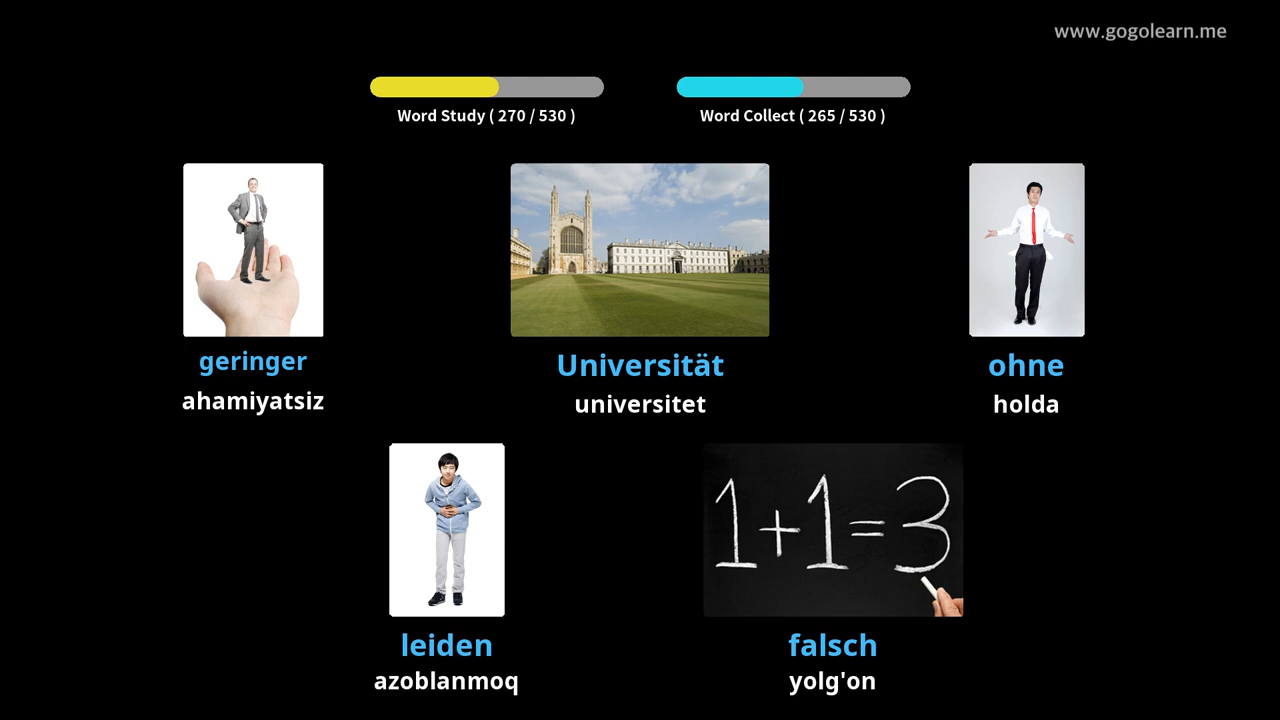 www.gogolearn.me
Word Study ( 270 / 530 )
Word Collect ( 265 / 530 )
geringer
ahamiyatsiz
Universität
universitet
ohne
holda
1+1=3
leiden
azoblanmoq
falsch
yolg'on